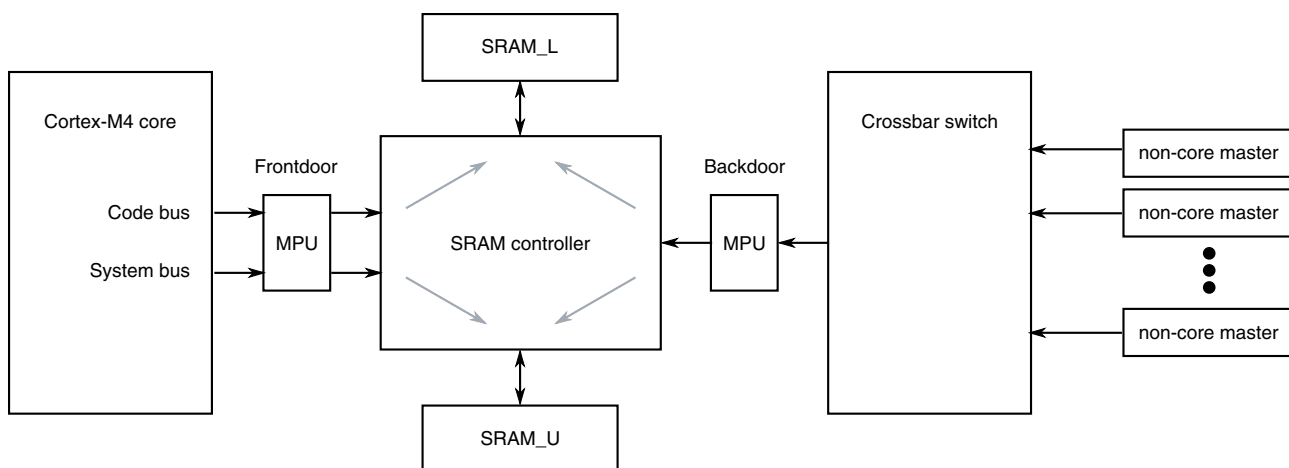 SRAM_L
Cortex-M4 core
Crossbar switch
Frontdoor
Backdoor
non-core master
Code bus
non-core master
MPU
SRAM controller
MPU
System bus
non-core master
SRAM_U